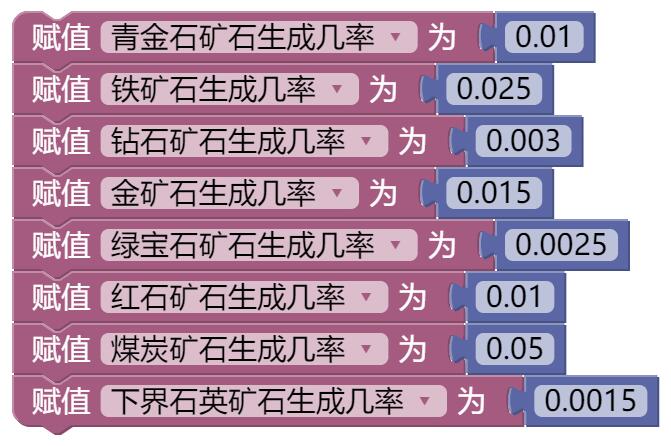 赋值 青金石矿石生成几率 为 0.01
赋值 铁矿石生成几率 为 0.025
赋值 钻石矿石生成几率 为 0.003
赋值 金矿石生成几率 为 0.015
赋值 绿宝石矿石生成几率 为 0.0025
赋值 红石矿石生成几率 为 0.01
赋值 煤炭矿石生成几率 为 0.05
赋值 下界石英矿石生成几率 为 0.0015